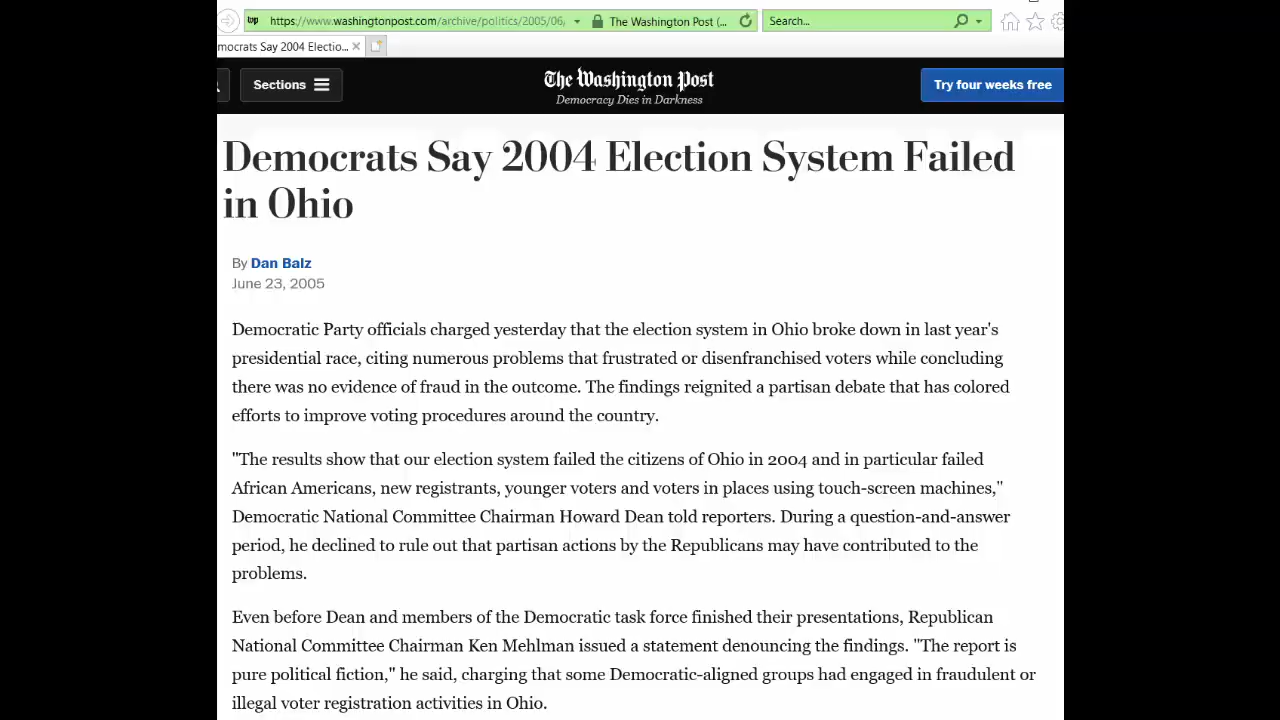 https://www.washingtonpost.com/archive/politics/2005/06,
The Washington Post (...
Search...
mocrats Say 2004 Electio...
Sections
The Washington Post
Democracy Dies in Darkness
Try four weeks free
Democrats Say 2004 Election System Failed
in Ohio
By Dan Balz
June 23, 2005
Democratic Party officials charged yesterday that the election system in Ohio broke down in last year's
presidential race, citing numerous problems that frustrated or disenfranchised voters while concluding
there was no evidence of fraud in the outcome. The findings reignited a partisan debate that has colored
efforts to improve voting procedures around the country.
"The results show that our election system failed the citizens of Ohio in 2004 and in particular failed
African Americans, new registrants, younger voters and voters in places using touch-screen machines,"
Democratic National Committee Chairman Howard Dean told reporters. During a question-and-answer
period, he declined to rule out that partisan actions by the Republicans may have contributed to the
problems.
Even before Dean and members of the Democratic task force finished their presentations, Republican
National Committee Chairman Ken Mehlman issued a statement denouncing the findings. "The report is
pure political fiction," he said, charging that some Democratic-aligned groups had engaged in fraudulent or
illegal voter registration activities in Ohio.